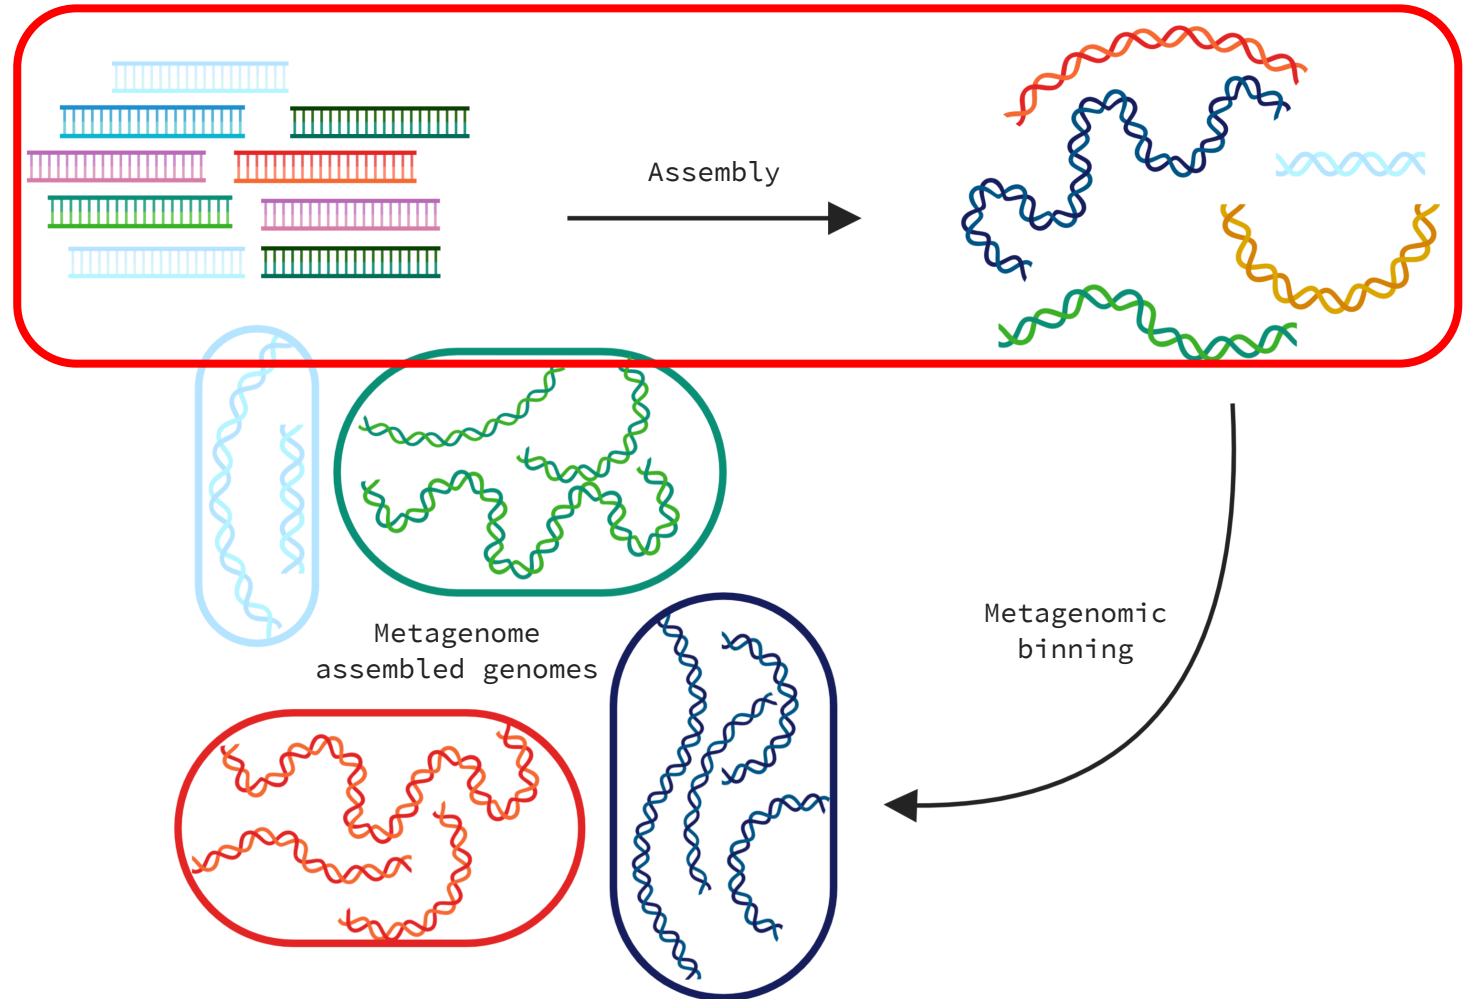 Assembly
Metagenomic
binning
Metagenome
assembled genomes